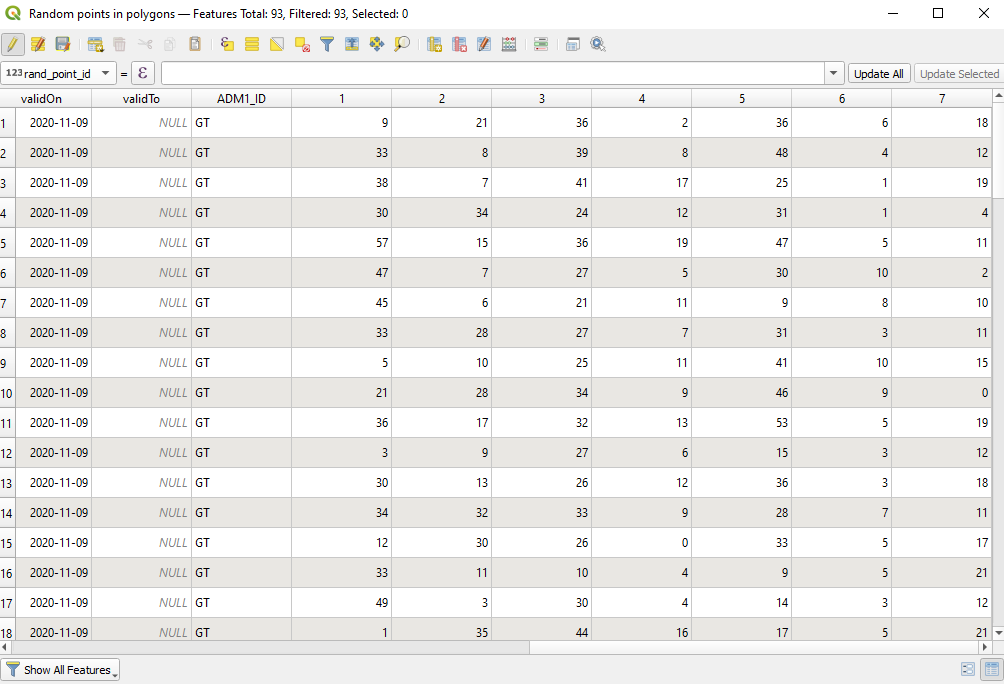 Random points in polygons — Features Total: 93, Filtered: 93, Selected: 0
123 rand_point_id = ε Update All Update Selected
validOn validTo ADM1_ID 1 2 3 4 5 6 7
1 2020-11-09 NULL GT 9 21 36 2 36 6 18
2 2020-11-09 NULL GT 33 8 39 8 48 4 12
3 2020-11-09 NULL GT 38 7 41 17 25 1 19
4 2020-11-09 NULL GT 30 34 24 12 31 1 4
5 2020-11-09 NULL GT 57 15 36 19 47 5 11
6 2020-11-09 NULL GT 47 7 27 5 30 10 2
7 2020-11-09 NULL GT 45 6 21 11 9 8 10
8 2020-11-09 NULL GT 33 28 27 7 31 3 11
9 2020-11-09 NULL GT 5 10 25 11 41 10 15
10 2020-11-09 NULL GT 21 28 34 9 46 9 0
11 2020-11-09 NULL GT 36 17 32 13 53 5 19
12 2020-11-09 NULL GT 3 9 27 6 15 3 12
13 2020-11-09 NULL GT 30 13 26 12 36 3 18
14 2020-11-09 NULL GT 34 32 33 9 28 7 11
15 2020-11-09 NULL GT 12 30 26 0 33 5 17
16 2020-11-09 NULL GT 33 11 10 4 9 5 21
17 2020-11-09 NULL GT 49 3 30 4 14 3 12
18 2020-11-09 NULL GT 1 35 44 16 17 5 21
Show All Features